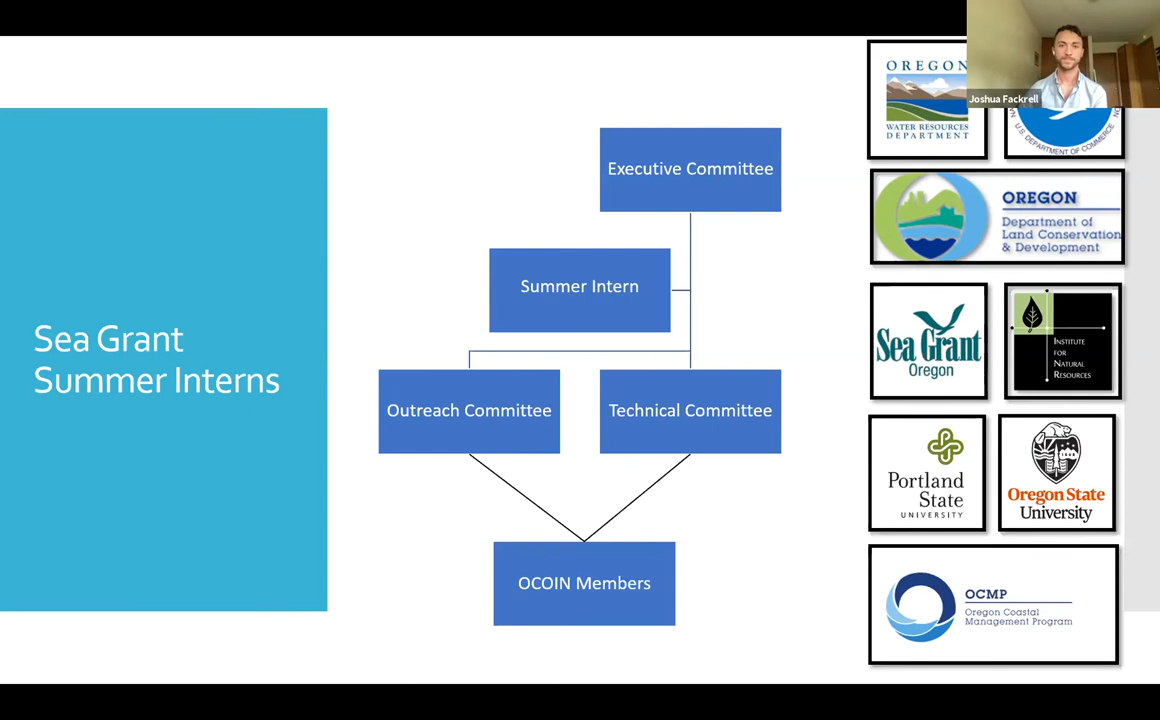 Sea Grant
Summer Interns
Executive Committee
Summer Intern
Outreach Committee
Technical Committee
OCOIN Members
OREGON
WATER RESOURCES
DEPARTMENT
Joshua Fackrell
U.S. DEPARTMENT OF COMMERCE
OREGON
Department of
Land Conservation
& Development
Sea Grant
Oregon
INSTITUTE
FOR
NATURAL
RESOURCES
Portland
State
UNIVERSITY
Oregon State
University
OCMP
Oregon Coastal
Management Program